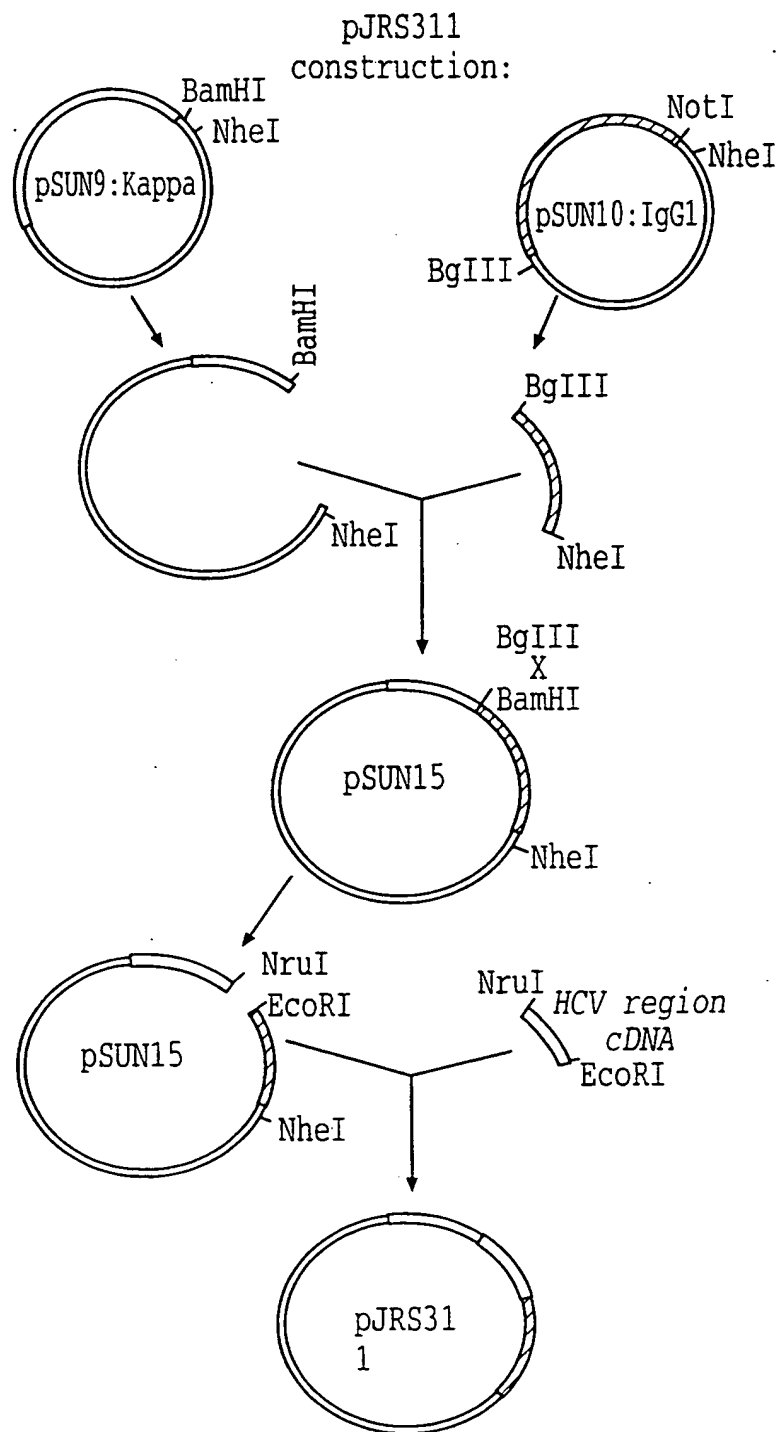 pJRS311
construction:
BamHI
NheI
pSUN9:Kappa
NotI
NheI
pSUN10:IgG1
BgIII
BamHI
NheI
BgIII
NheI
BgIII
X
BamHI
pSUN15
NheI
NruI
EcoRI
pSUN15
NheI
NruI
HCV region
cDNA
EcoRI
pJRS31
1